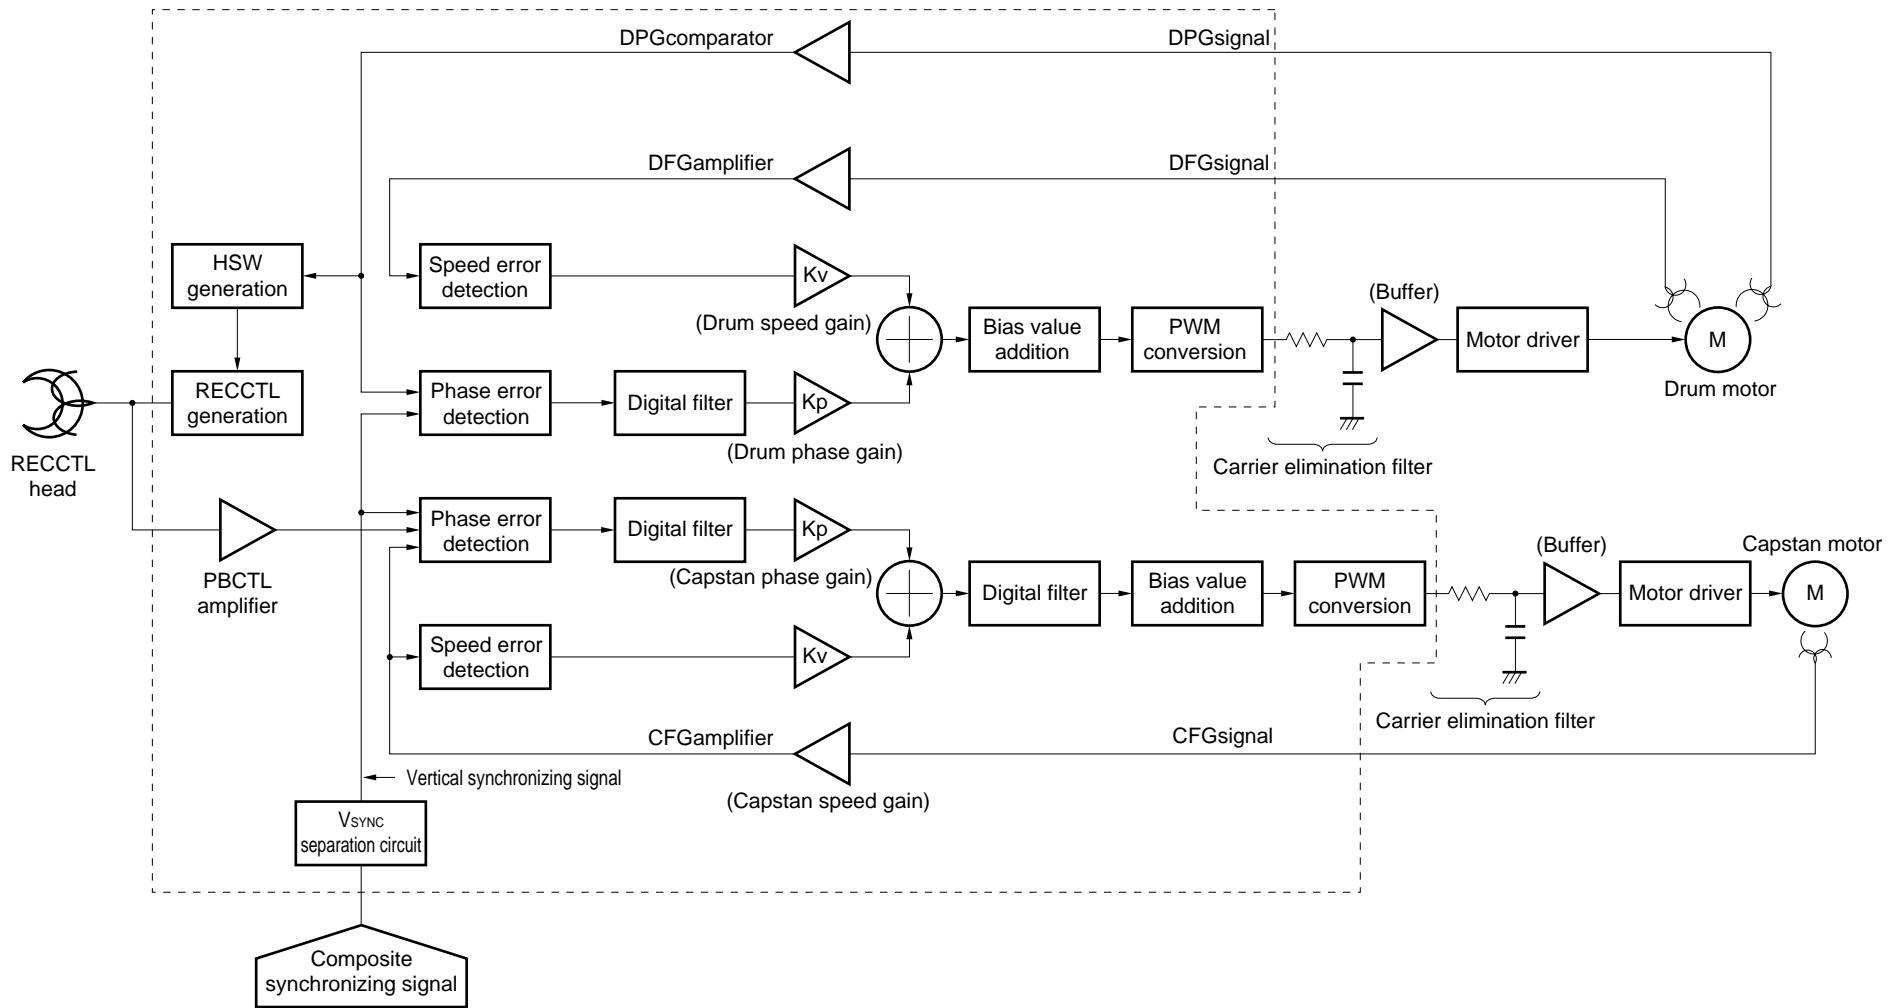 DPGcomparator
DPGsignal
DFGamplifier
DFGsignal
HSW
generation
Speed error
detection
Kv
(Drum speed gain)
Bias value
addition
PWM
conversion
(Buffer)
Motor driver
M
Drum motor
RECCTL
generation
Phase error
detection
Digital filter
Kp
(Drum phase gain)
Carrier elimination filter
RECCTL
head
PBCTL
amplifier
Phase error
detection
Digital filter
Kp
(Capstan phase gain)
Digital filter
Bias value
addition
PWM
conversion
(Buffer)
Motor driver
Capstan motor
M
Speed error
detection
Kv
Carrier elimination filter
CFGamplifier
CFGsignal
(Capstan speed gain)
Vertical synchronizing signal
VSYNC
separation circuit
Composite
synchronizing signal